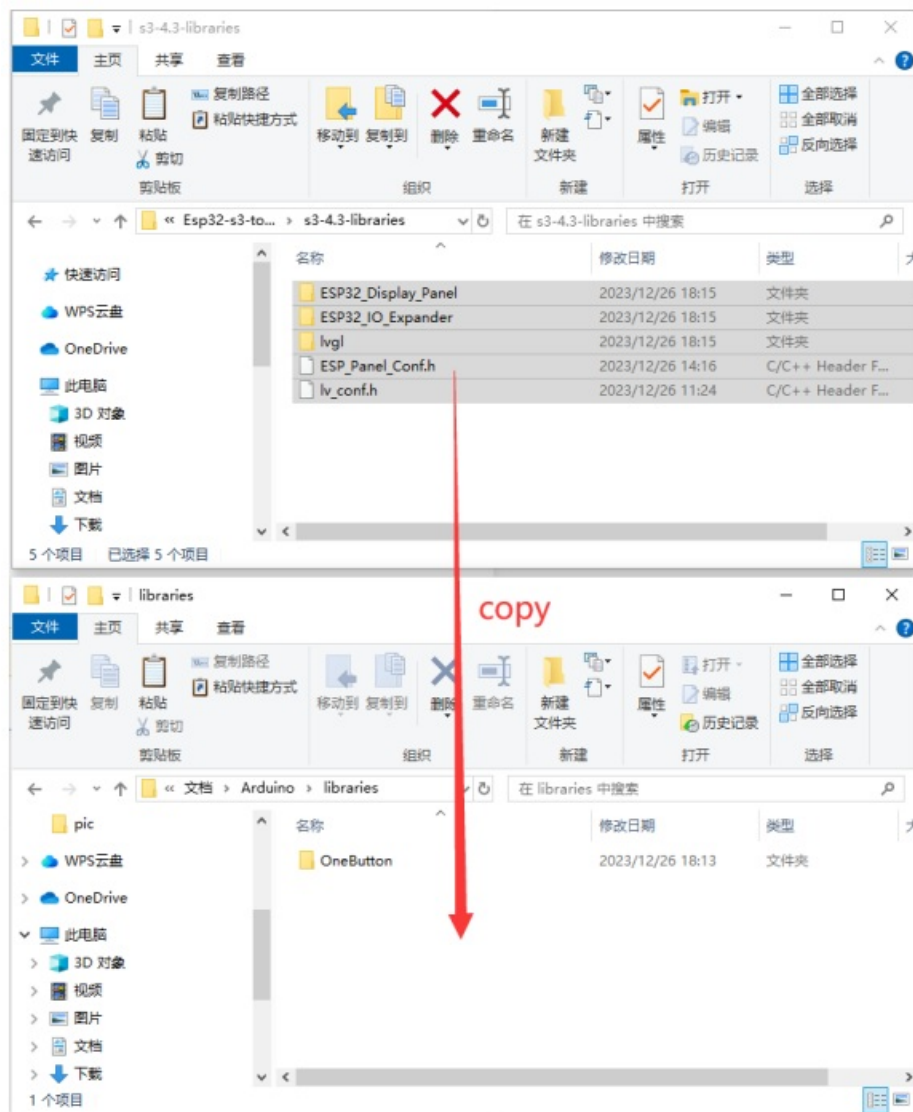 s3-4.3-libraries
文件 主页 共享 查看
固定到快速访问 复制 粘贴 复制路径 粘贴快捷方式 剪切 移动到 复制到 删除 重命名 新建文件夹 属性 打开 编辑 历史记录 全部选择 全部取消 反向选择
剪贴板 组织 新建 打开 选择
« Esp32-s3-to... › s3-4.3-libraries 在 s3-4.3-libraries 中搜索
名称 修改日期 类型
快速访问
WPS云盘
OneDrive
此电脑
3D 对象
视频
图片
文档
下载
ESP32_Display_Panel 2023/12/26 18:15 文件夹
ESP32_IO_Expander 2023/12/26 18:15 文件夹
lvgl 2023/12/26 18:15 文件夹
ESP_Panel_Conf.h 2023/12/26 14:16 C/C++ Header F...
lv_conf.h 2023/12/26 11:24 C/C++ Header F...
5 个项目 已选择 5 个项目
copy
libraries
文件 主页 共享 查看
固定到快速访问 复制 粘贴 复制路径 粘贴快捷方式 剪切 移动到 复制到 删除 重命名 新建文件夹 属性 打开 编辑 历史记录 全部选择 全部取消 反向选择
剪贴板 组织 新建 打开 选择
« 文档 › Arduino › libraries 在 libraries 中搜索
名称 修改日期 类型
pic
WPS云盘
OneDrive
此电脑
3D 对象
视频
图片
文档
下载
OneButton 2023/12/26 18:13 文件夹
1 个项目